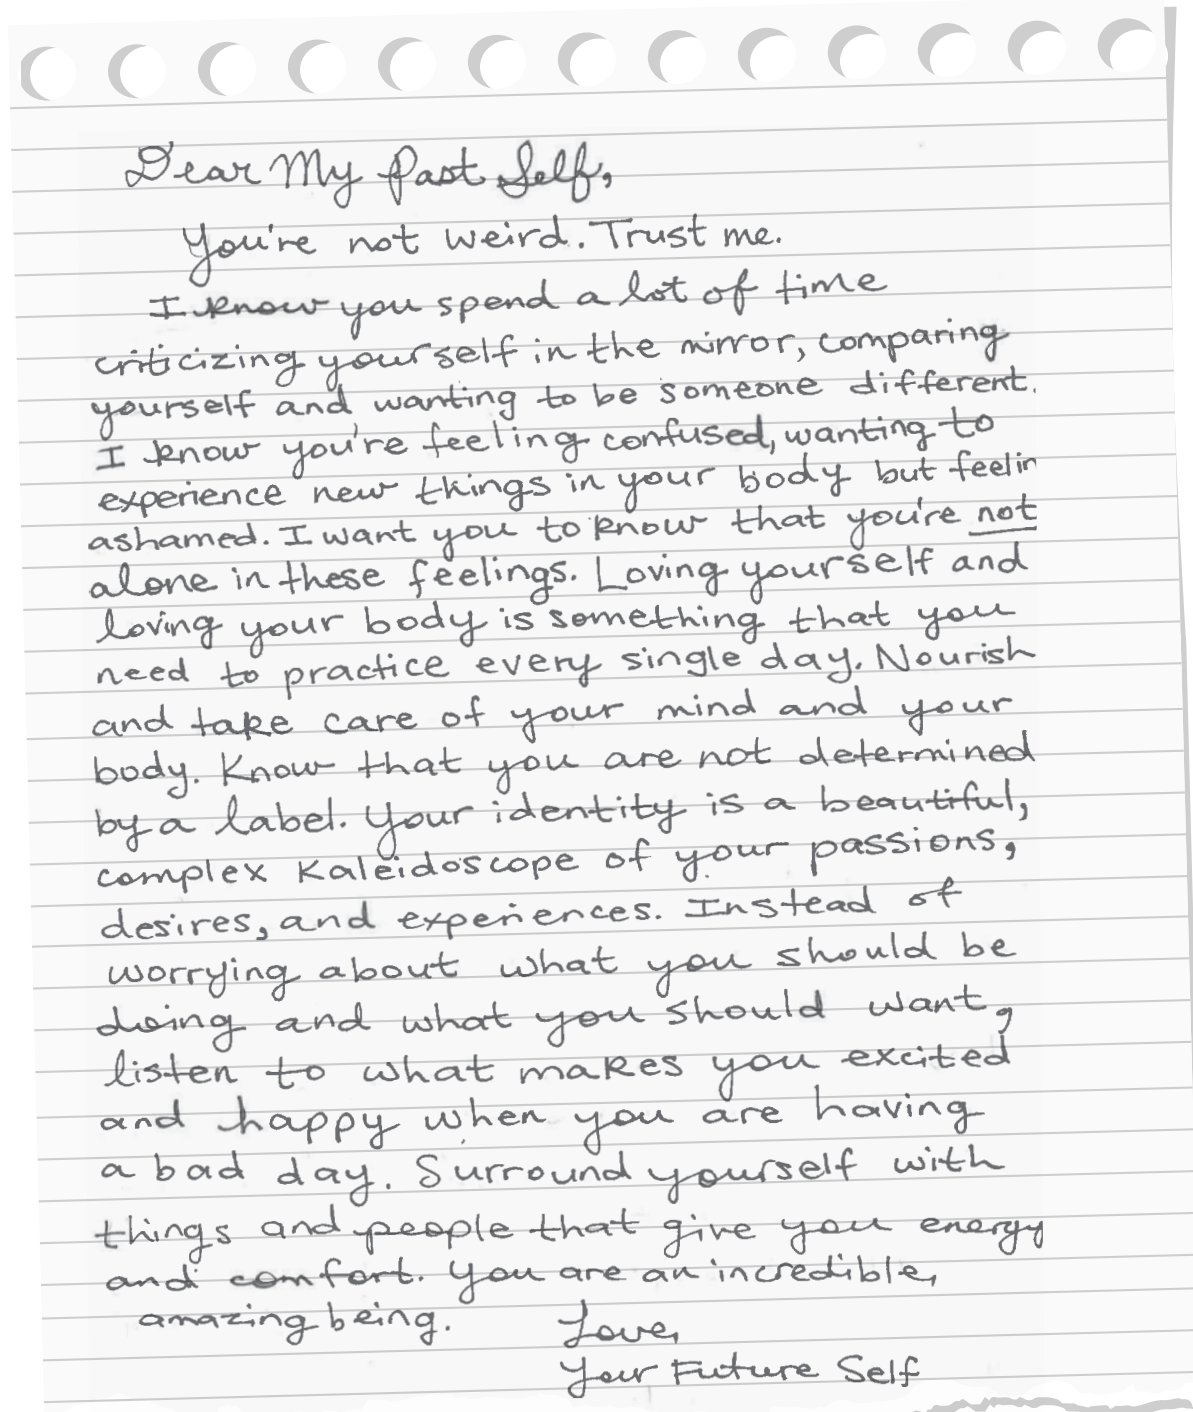 Dear My Past Self,
You're not weird. Trust me.
I know you spend a lot of time
criticizing yourself in the mirror, comparing
yourself and wanting to be someone different.
I know you're feeling confused, wanting to
experience new things in your body but feelin
ashamed. I want you to know that you're not
alone in these feelings. Loving yourself and
loving your body is something that you
need to practice every single day. Nourish
and take care of your mind and your
body. Know that you are not determined
by a label. Your identity is a beautiful,
complex Kaleidoscope of your passions,
desires, and experiences. Instead of
worrying about what you should be
doing and what you should want,
listen to what makes you excited
and happy when you are having
a bad day. Surround yourself with
things and people that give you energy
and comfort. You are an incredible,
amazing being.
Love,
Your Future Self